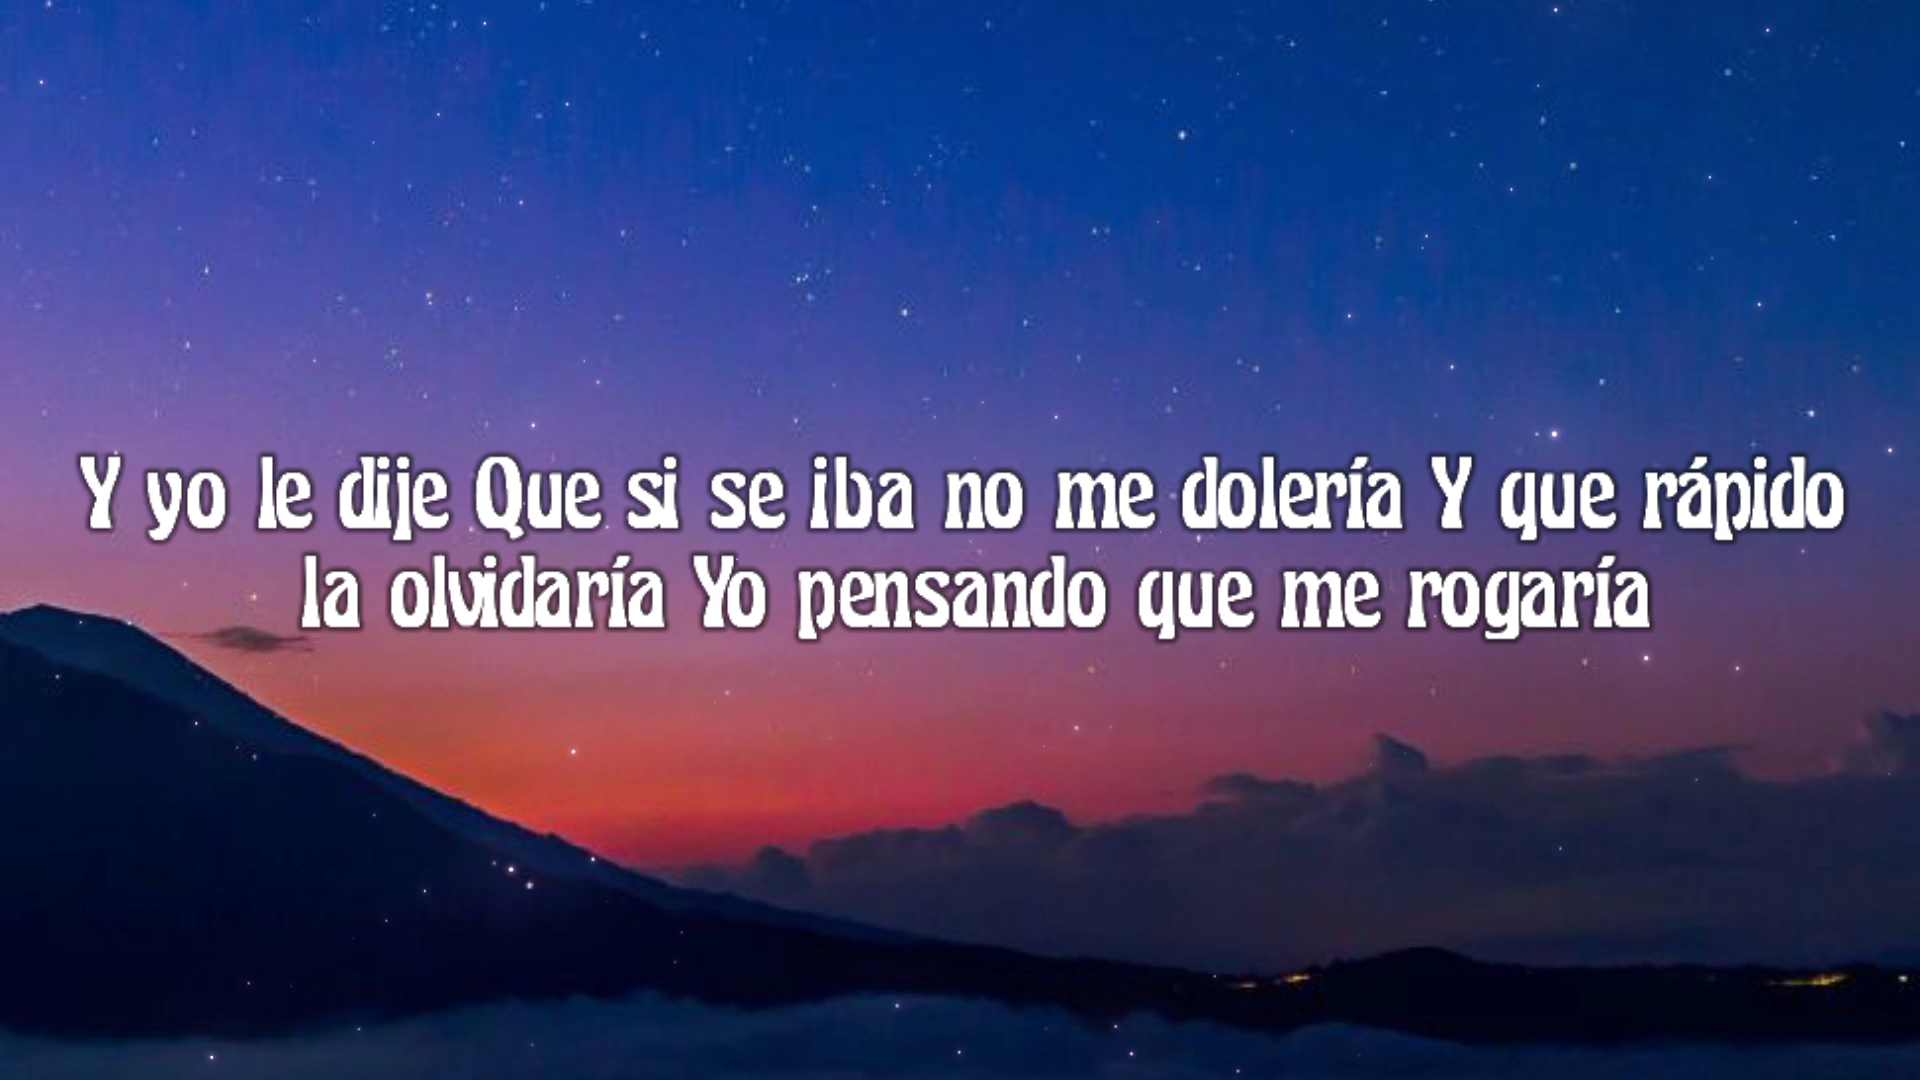 Y yo le dije Que si se iba no me dolería Y que rápido
la olvidaría Yo pensando que me rogaría